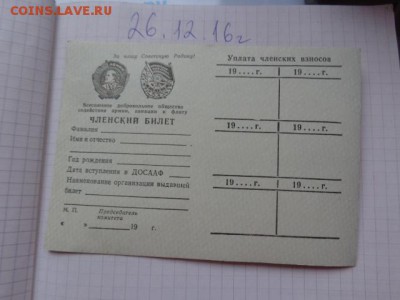 COINS.LAVE.RU
26.12.16г
За нашу Советскую Родину!
Всесоюзное добровольное общество
содействия армии, авиации и флоту
ЧЛЕНСКИЙ БИЛЕТ
Фамилия
Имя и отчество
Год рождения
Дата вступления в ДОСААФ
Наименование организации выдавшей
билет
М. П.
Председатель
комитета
« » 19 г.
Уплата членских взносов
19....г. 19....г.
19....г. 19....г.
19....г. 19....г.